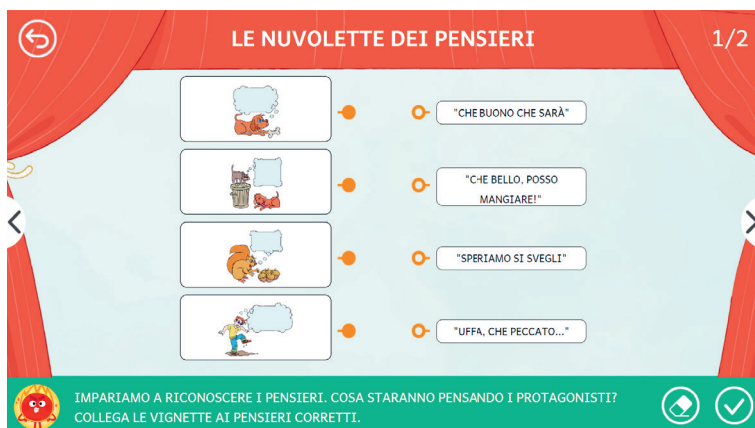 LE NUVOLETTE DEI PENSIERI
1/2
"CHE BUONO CHE SARÀ"
"CHE BELLO, POSSO
MANGIARE!"
"SPERIAMO SI SVEGLI"
"UFFA, CHE PECCATO..."
IMPARIAMO A RICONOSCERE I PENSIERI. COSA STARANNO PENSANDO I PROTAGONISTI?
COLLEGA LE VIGNETTE AI PENSIERI CORRETTI.